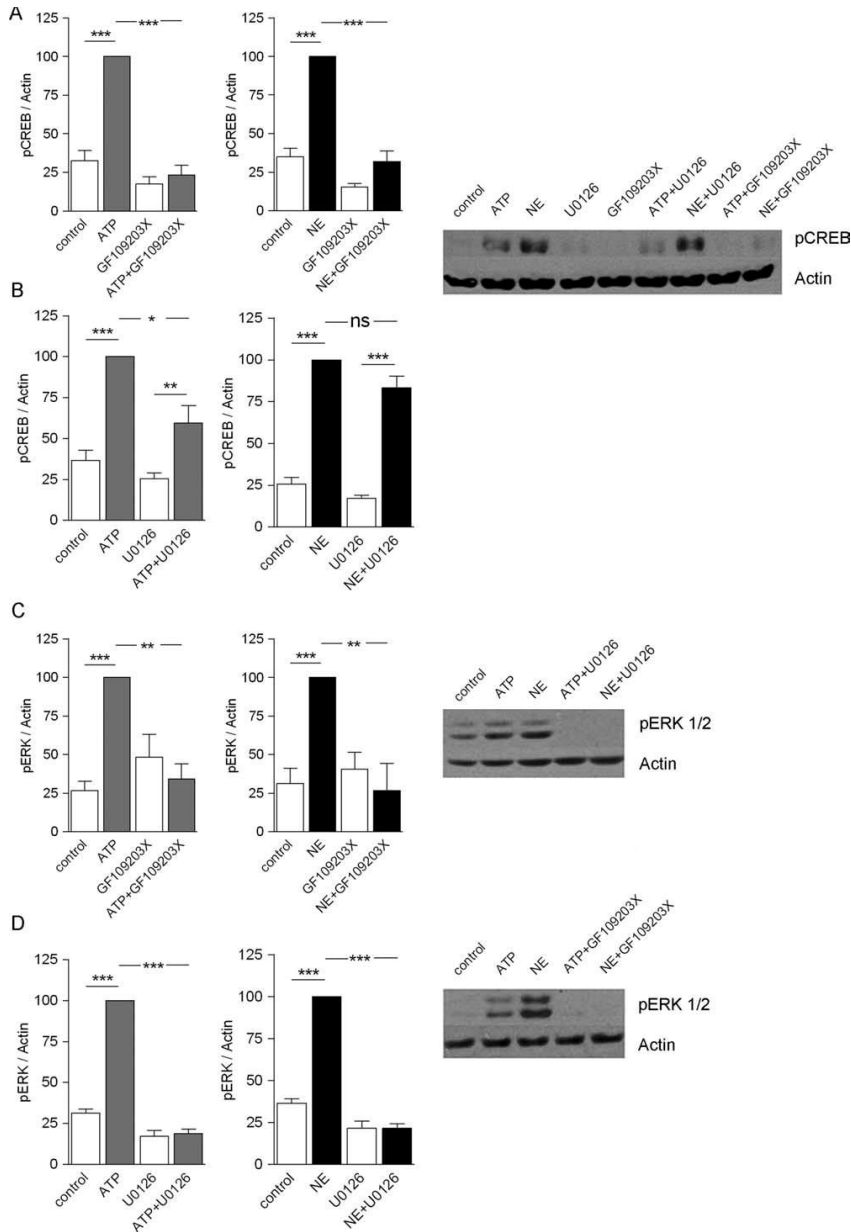 A
*** *** *** ***
125
100
75
50
25
0
pCREB / Actin
control
ATP
GF109203X
ATP+GF109203X
125
100
75
50
25
0
pCREB / Actin
control
NE
GF109203X
NE+GF109203X
control
ATP
NE
U0126
GF109203X
ATP+U0126
NE+U0126
ATP+GF109203X
NE+GF109203X
pCREB
Actin
B
*
***
**
125
100
75
50
25
0
pCREB / Actin
control
ATP
U0126
ATP+U0126
ns
***
***
125
100
75
50
25
0
pCREB / Actin
control
NE
U0126
NE+U0126
C
**
***
125
100
75
50
25
0
pERK / Actin
control
ATP
GF109203X
ATP+GF109203X
**
***
125
100
75
50
25
0
pERK / Actin
control
NE
GF109203X
NE+GF109203X
control
ATP
NE
ATP+U0126
NE+U0126
pERK 1/2
Actin
D
***
***
125
100
75
50
25
0
pERK / Actin
control
ATP
U0126
ATP+U0126
***
***
125
100
75
50
25
0
pERK / Actin
control
NE
U0126
NE+U0126
control
ATP
NE
ATP+GF109203X
NE+GF109203X
pERK 1/2
Actin